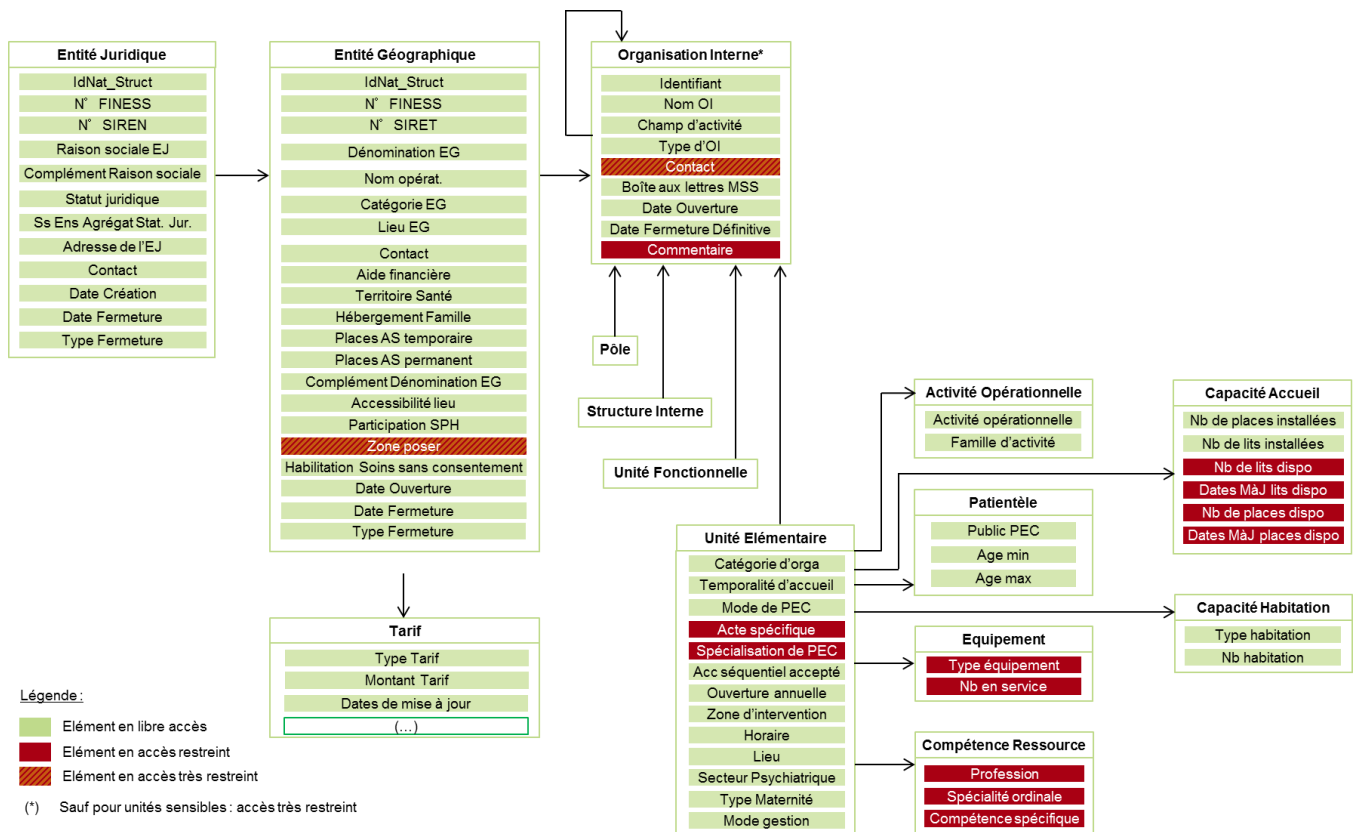 Entité Juridique
IdNat_Struct
N° FINESS
N° SIREN
Raison sociale EJ
Complément Raison sociale
Statut juridique
Ss Ens Agrégat Stat. Jur.
Adresse de l'EJ
Contact
Date Création
Date Fermeture
Type Fermeture
Entité Géographique
IdNat_Struct
N° FINESS
N° SIRET
Dénomination EG
Nom opérat.
Catégorie EG
Lieu EG
Contact
Aide financière
Territoire Santé
Hébergement Famille
Places AS temporaire
Places AS permanent
Complément Dénomination EG
Accessibilité lieu
Participation SPH
Zone poser
Habilitation Soins sans consentement
Date Ouverture
Date Fermeture
Type Fermeture
Organisation Interne*
Identifiant
Nom OI
Champ d'activité
Type d'OI
Contact
Boîte aux lettres MSS
Date Ouverture
Date Fermeture Définitive
Commentaire
Pôle
Structure Interne
Unité Fonctionnelle
Tarif
Type Tarif
Montant Tarif
Dates de mise à jour
(...)
Unité Elémentaire
Catégorie d'orga
Temporalité d'accueil
Mode de PEC
Acte spécifique
Spécialisation de PEC
Acc séquentiel accepté
Ouverture annuelle
Zone d'intervention
Horaire
Lieu
Secteur Psychiatrique
Type Maternité
Mode gestion
Activité Opérationnelle
Activité opérationnelle
Famille d'activité
Patientèle
Public PEC
Age min
Age max
Equipement
Type équipement
Nb en service
Compétence Ressource
Profession
Spécialité ordinale
Compétence spécifique
Capacité Accueil
Nb de places installées
Nb de lits installées
Nb de lits dispo
Dates MàJ lits dispo
Nb de places dispo
Dates MàJ places dispo
Capacité Habitation
Type habitation
Nb habitation
Légende :
Elément en libre accès
Elément en accès restreint
Elément en accès très restreint
(*) Sauf pour unités sensibles : accès très restreint